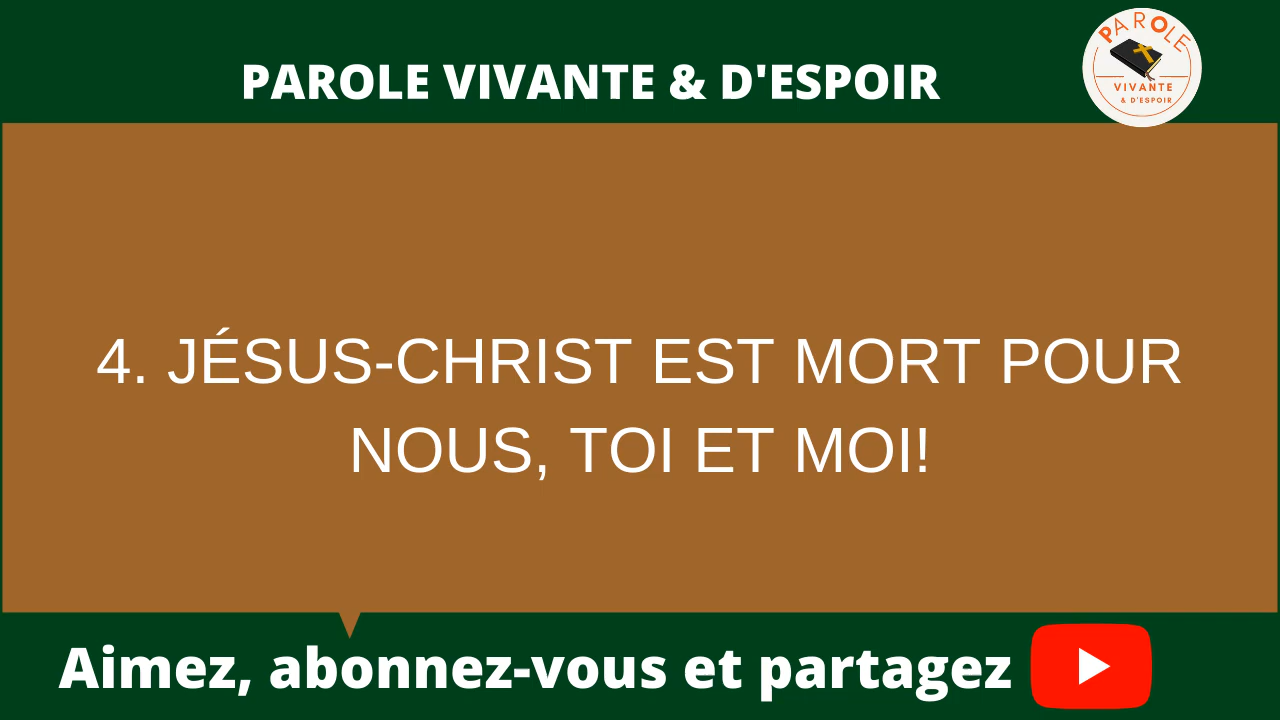 PAROLE VIVANTE & D'ESPOIR
PAROLE
VIVANTE
& D'ESPOIR
4. JÉSUS-CHRIST EST MORT POUR
NOUS, TOI ET MOI!
Aimez, abonnez-vous et partagez